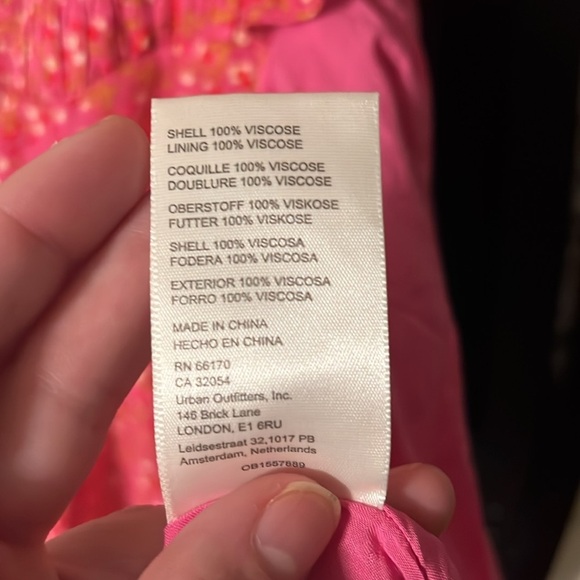 SHELL 100% VISCOSE
LINING 100% VISCOSE
COQUILLE 100% VISCOSE
DOUBLURE 100% VISCOSE
OBERSTOFF 100% VISKOSE
FUTTER 100% VISKOSE
SHELL 100% VISCOSA
FODERA 100% VISCOSA
EXTERIOR 100% VISCOSA
FORRO 100% VISCOSA
MADE IN CHINA
HECHO EN CHINA
RN 66170
CA 32054
Urban Outfitters, Inc.
146 Brick Lane
LONDON, E1 6RU
Leidsestraat 32,1017 PB
Amsterdam, Netherlands
OB1557689